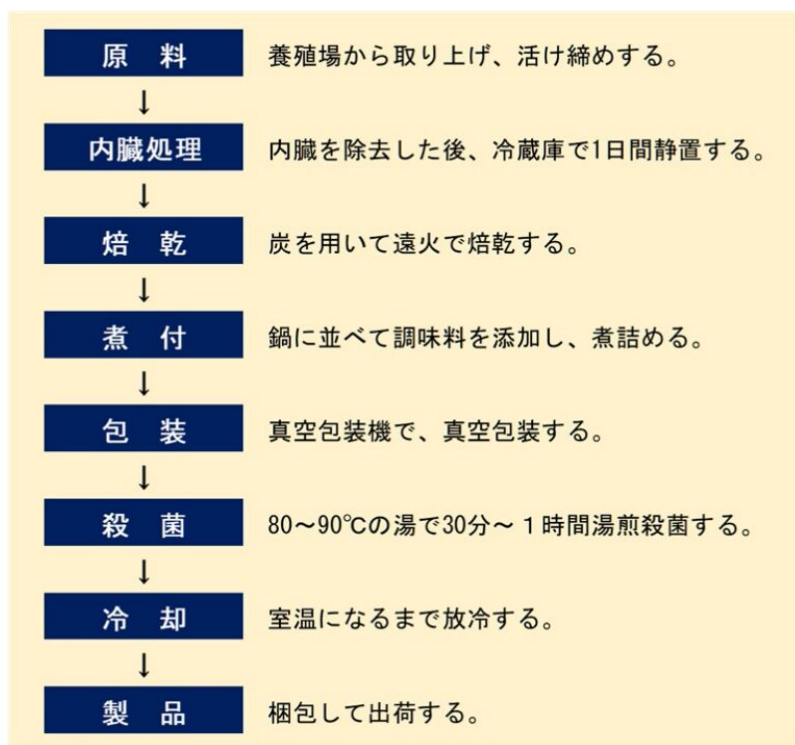 原　料　養殖場から取り上げ、活け締めする。
↓
内臓処理　内臓を除去した後、冷蔵庫で1日間静置する。
↓
焙　乾　炭を用いて遠火で焙乾する。
↓
煮　付　鍋に並べて調味料を添加し、煮詰める。
↓
包　装　真空包装機で、真空包装する。
↓
殺　菌　80～90℃の湯で30分～１時間湯煎殺菌する。
↓
冷　却　室温になるまで放冷する。
↓
製　品　梱包して出荷する。